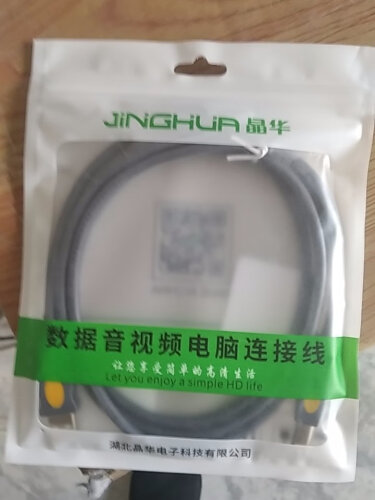 JINGHUA 晶华
数据音视频电脑连接线
让您享受简单的高清生活
Let you enjoy a simple HD life
湖北晶华电子科技有限公司